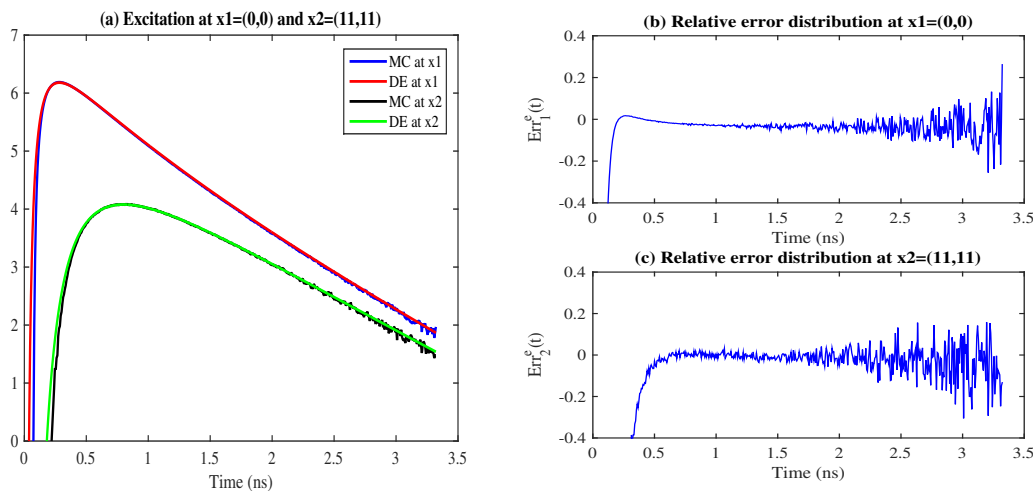 (a) Excitation at x1=(0,0) and x2=(11,11)
7
6
5
4
3
2
1
0
0 0.5 1 1.5 2 2.5 3 3.5
Time (ns)
MC at x1
DE at x1
MC at x2
DE at x2
(b) Relative error distribution at x1=(0,0)
Err₁ᵉ(t)
0.4
0.2
0
-0.2
-0.4
0 0.5 1 1.5 2 2.5 3 3.5
Time (ns)
(c) Relative error distribution at x2=(11,11)
Err₂ᵉ(t)
0.4
0.2
0
-0.2
-0.4
0 0.5 1 1.5 2 2.5 3 3.5
Time (ns)